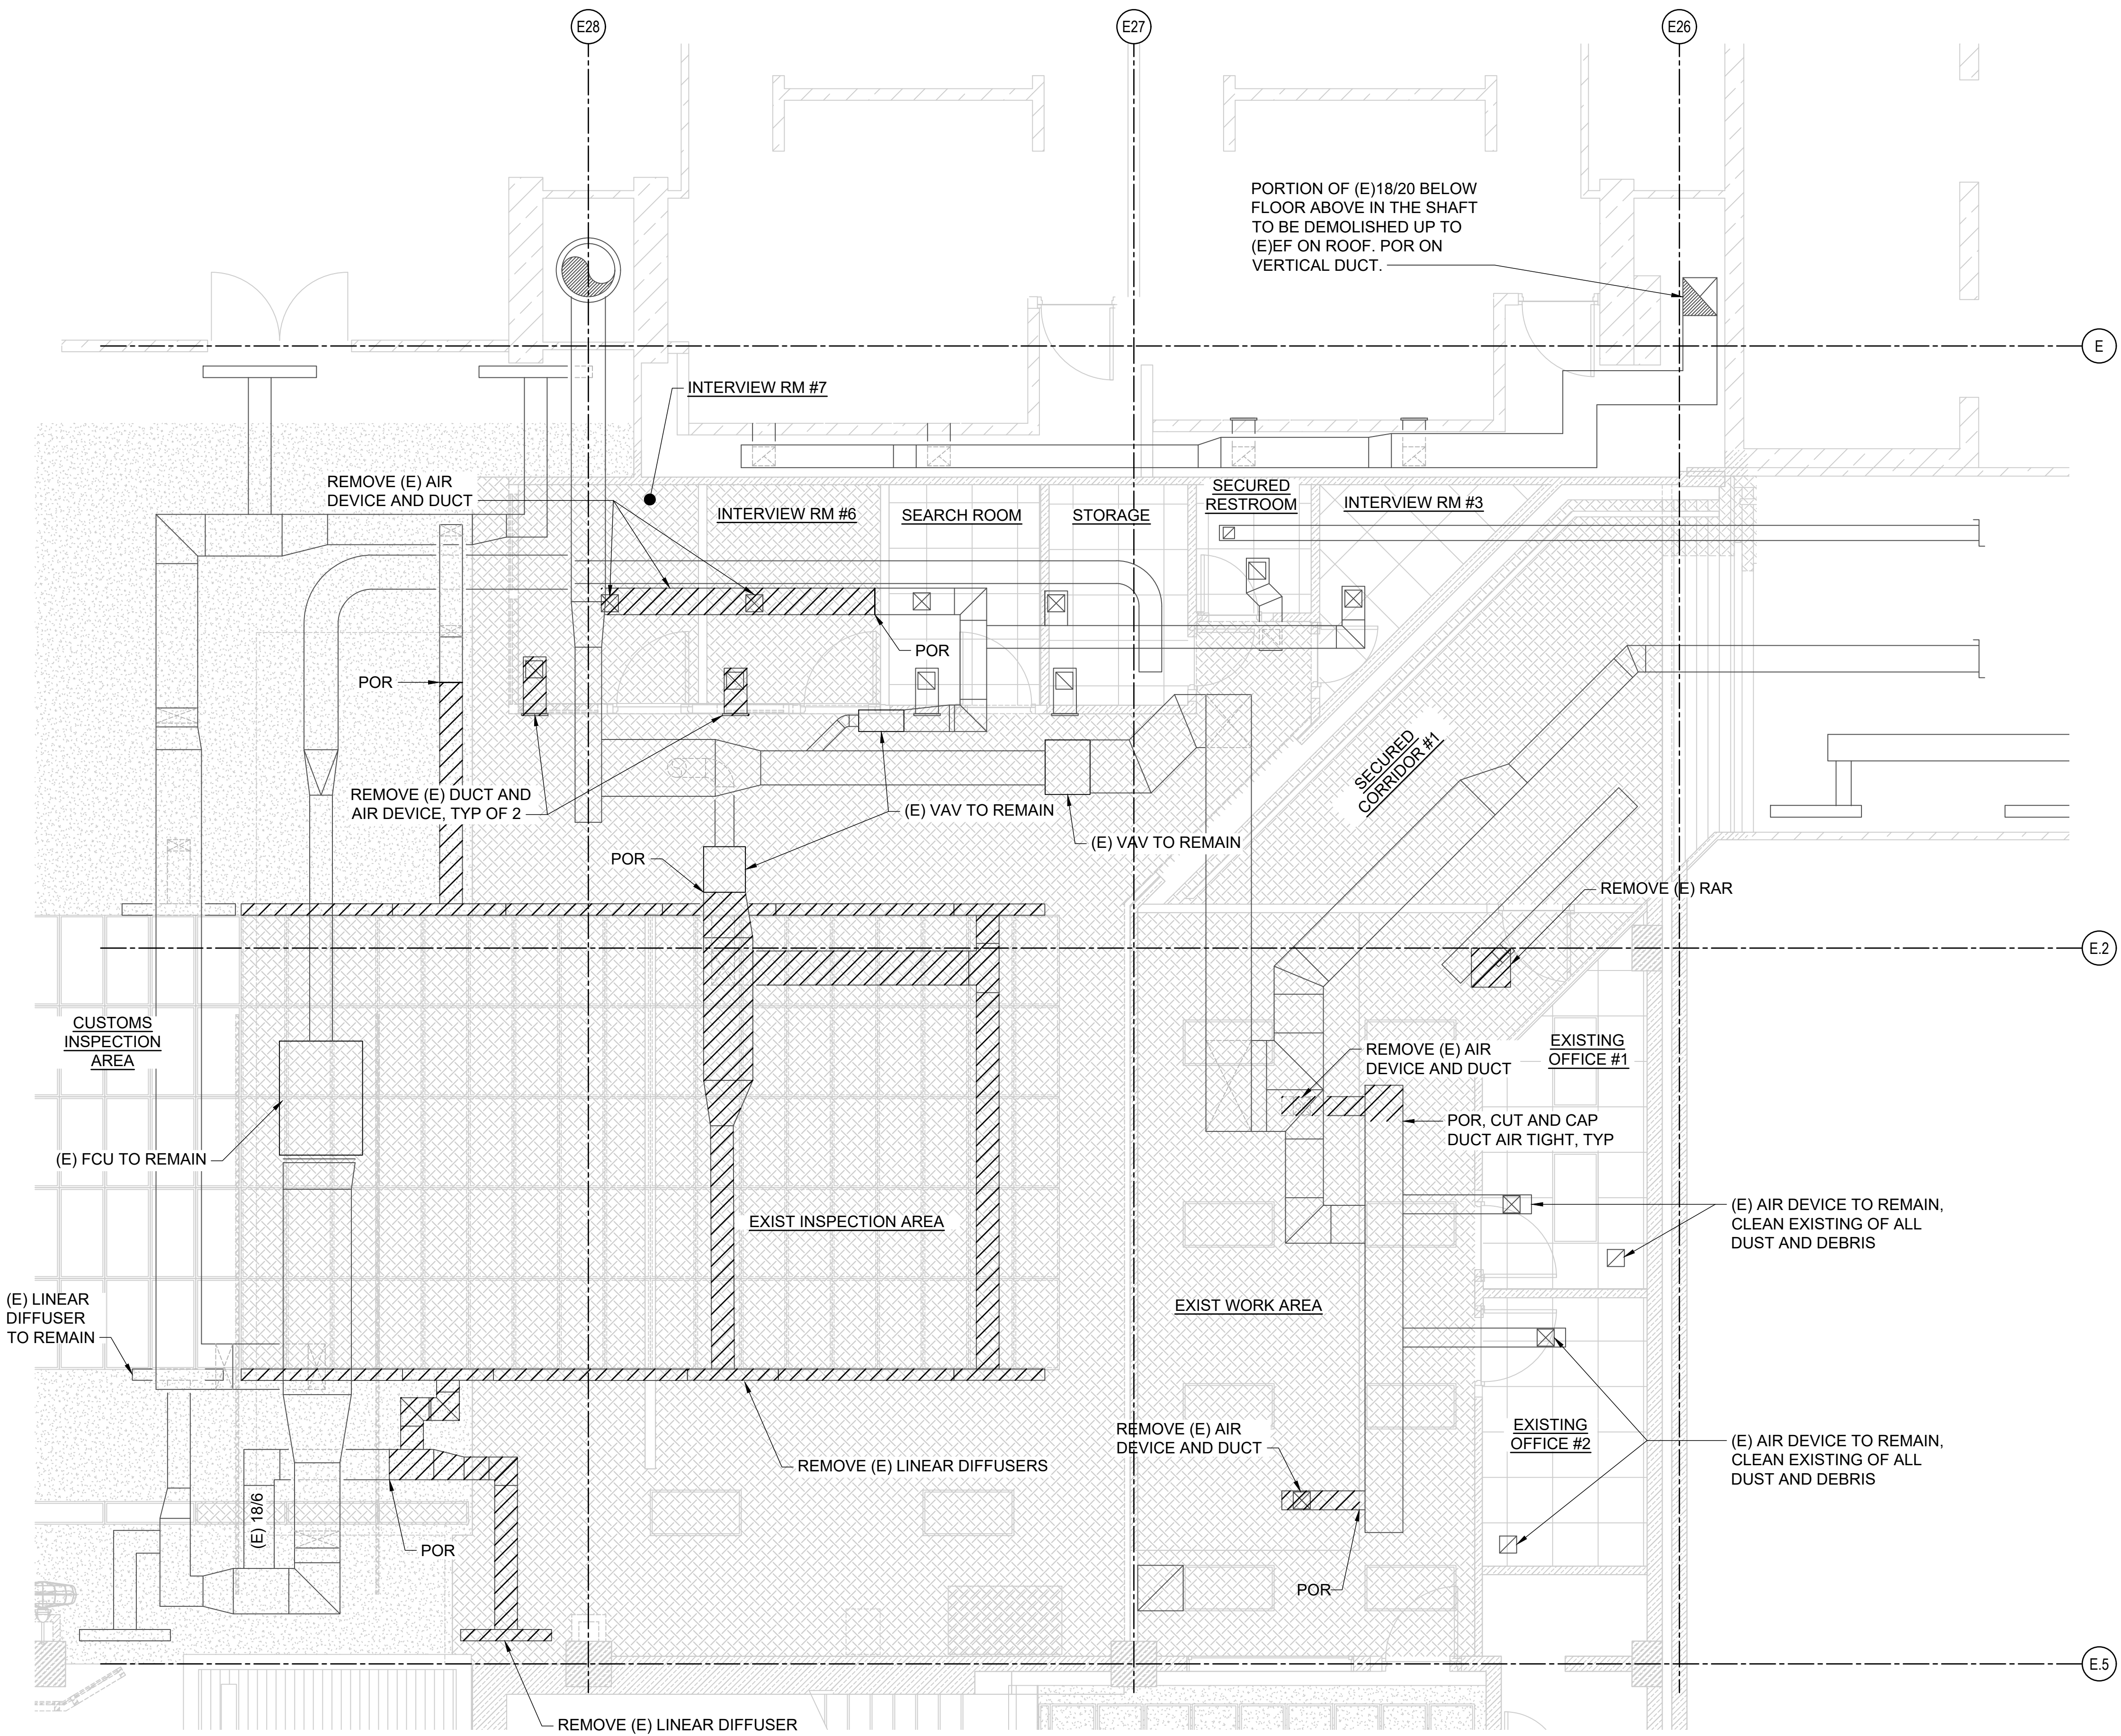 E28
E27
E26
PORTION OF (E)18/20 BELOW
FLOOR ABOVE IN THE SHAFT
TO BE DEMOLISHED UP TO
(E)EF ON ROOF. POR ON
VERTICAL DUCT.
E
INTERVIEW RM #7
REMOVE (E) AIR
DEVICE AND DUCT
INTERVIEW RM #6
SEARCH ROOM
STORAGE
SECURED
RESTROOM
INTERVIEW RM #3
POR
POR
SECURED
CORRIDOR #1
REMOVE (E) DUCT AND
AIR DEVICE, TYP OF 2
(E) VAV TO REMAIN
(E) VAV TO REMAIN
POR
REMOVE (E) RAR
E.2
CUSTOMS
INSPECTION
AREA
REMOVE (E) AIR
DEVICE AND DUCT
EXISTING
OFFICE #1
POR, CUT AND CAP
DUCT AIR TIGHT, TYP
(E) FCU TO REMAIN
EXIST INSPECTION AREA
(E) AIR DEVICE TO REMAIN,
CLEAN EXISTING OF ALL
DUST AND DEBRIS
(E) LINEAR
DIFFUSER
TO REMAIN
EXIST WORK AREA
REMOVE (E) AIR
DEVICE AND DUCT
EXISTING
OFFICE #2
(E) AIR DEVICE TO REMAIN,
CLEAN EXISTING OF ALL
DUST AND DEBRIS
REMOVE (E) LINEAR DIFFUSERS
(E) 18/6
POR
POR
E.5
REMOVE (E) LINEAR DIFFUSER